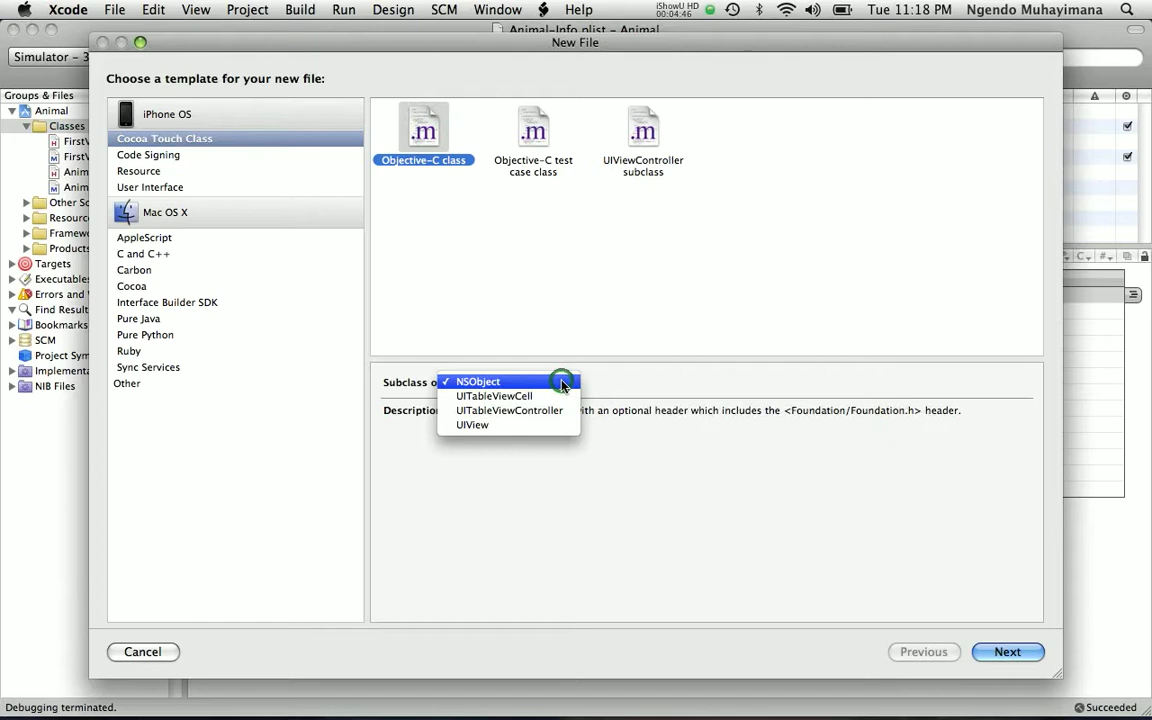 Xcode File Edit View Project Build Run Design SCM Window Help iShowU HD 00:04:46 Tue 11:18 PM Ngendo Muhayimana
Animal-Info.plist - Animal
New File
Simulator - 3
Choose a template for your new file:
Groups & Files
Animal
Classes
FirstV
FirstV
Anim
Anim
Other So
Resourc
Framew
Products
Targets
Executables
Errors and
Find Result
Bookmarks
SCM
Project Sym
Implementa
NIB Files
iPhone OS
Cocoa Touch Class
Code Signing
Resource
User Interface
Mac OS X
AppleScript
C and C++
Carbon
Cocoa
Interface Builder SDK
Pure Java
Pure Python
Ruby
Sync Services
Other
.m .m .m
Objective-C class
Objective-C test
case class
UIViewController
subclass
Subclass o
NSObject
UITableViewCell
UITableViewController
UIView
Description
ith an optional header which includes the <Foundation/Foundation.h> header.
C #
Cancel Previous Next
Debugging terminated. Succeeded